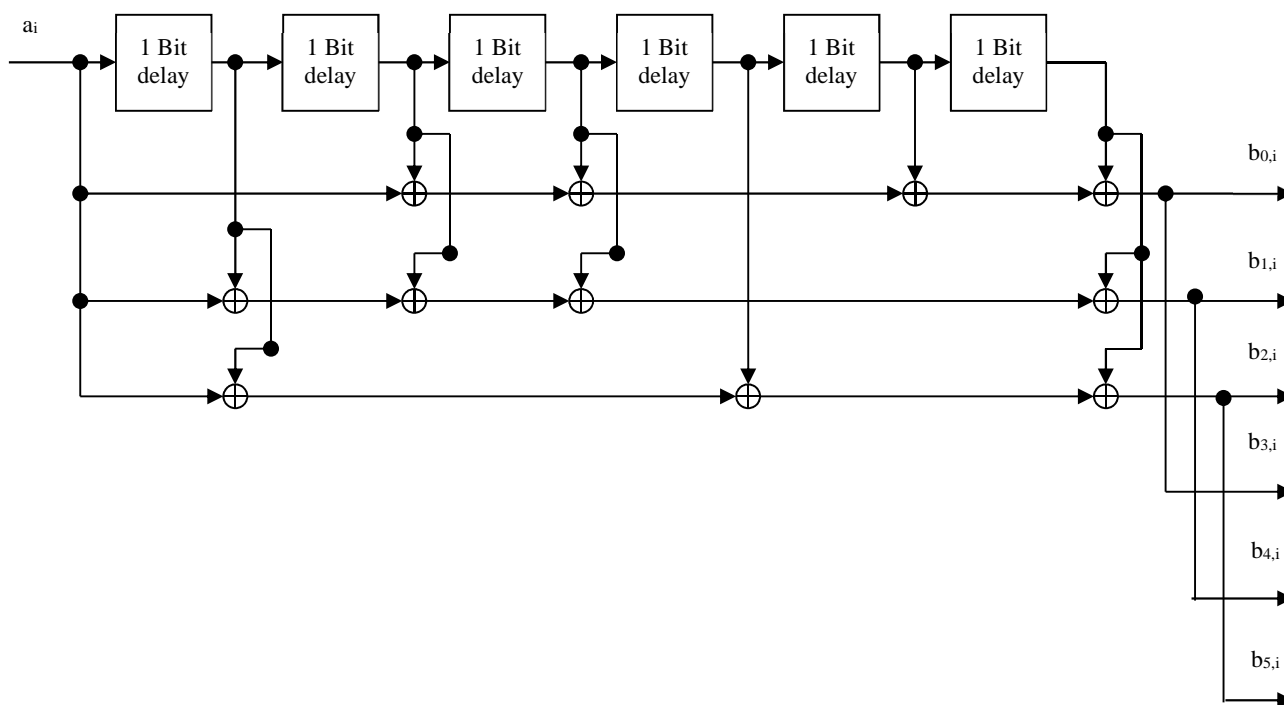 ai
1 Bit
delay
1 Bit
delay
1 Bit
delay
1 Bit
delay
1 Bit
delay
1 Bit
delay
b0,i
b1,i
b2,i
b3,i
b4,i
b5,i